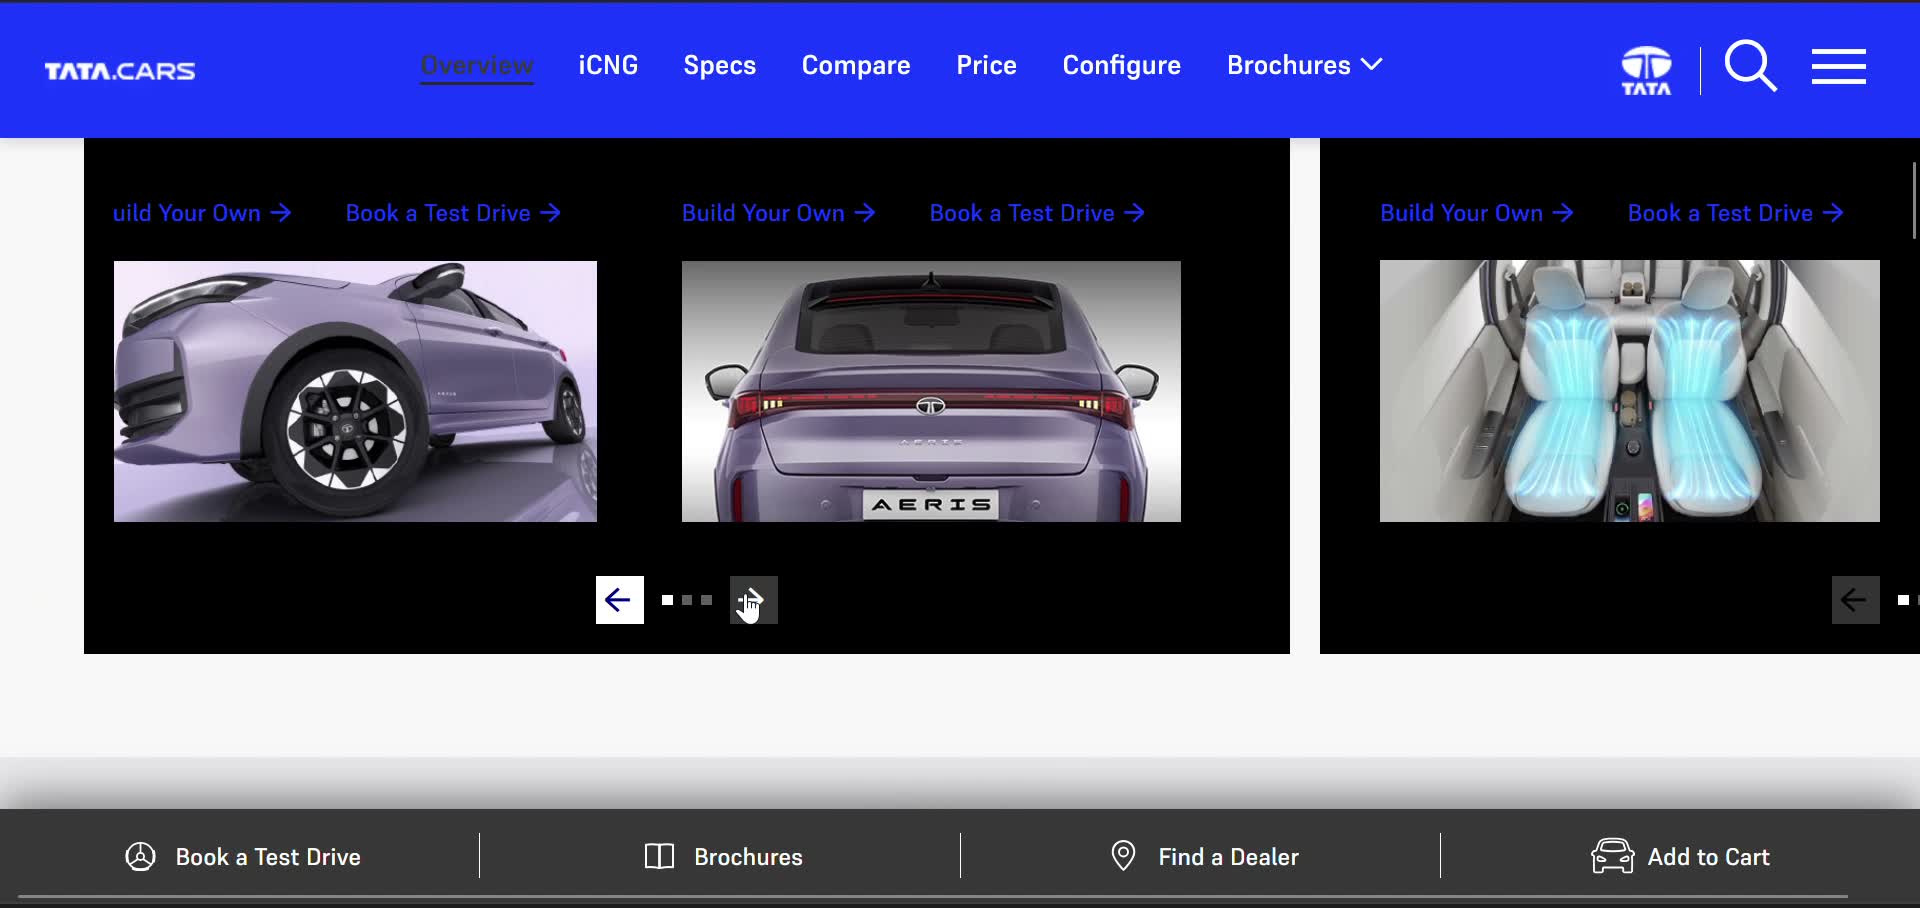 TATA.CARS
Overview
iCNG
Specs
Compare
Price
Configure
Brochures
TATA
uild Your Own
Book a Test Drive
Build Your Own
Book a Test Drive
Build Your Own
Book a Test Drive
AERIS
AERIS
Book a Test Drive
Brochures
Find a Dealer
Add to Cart